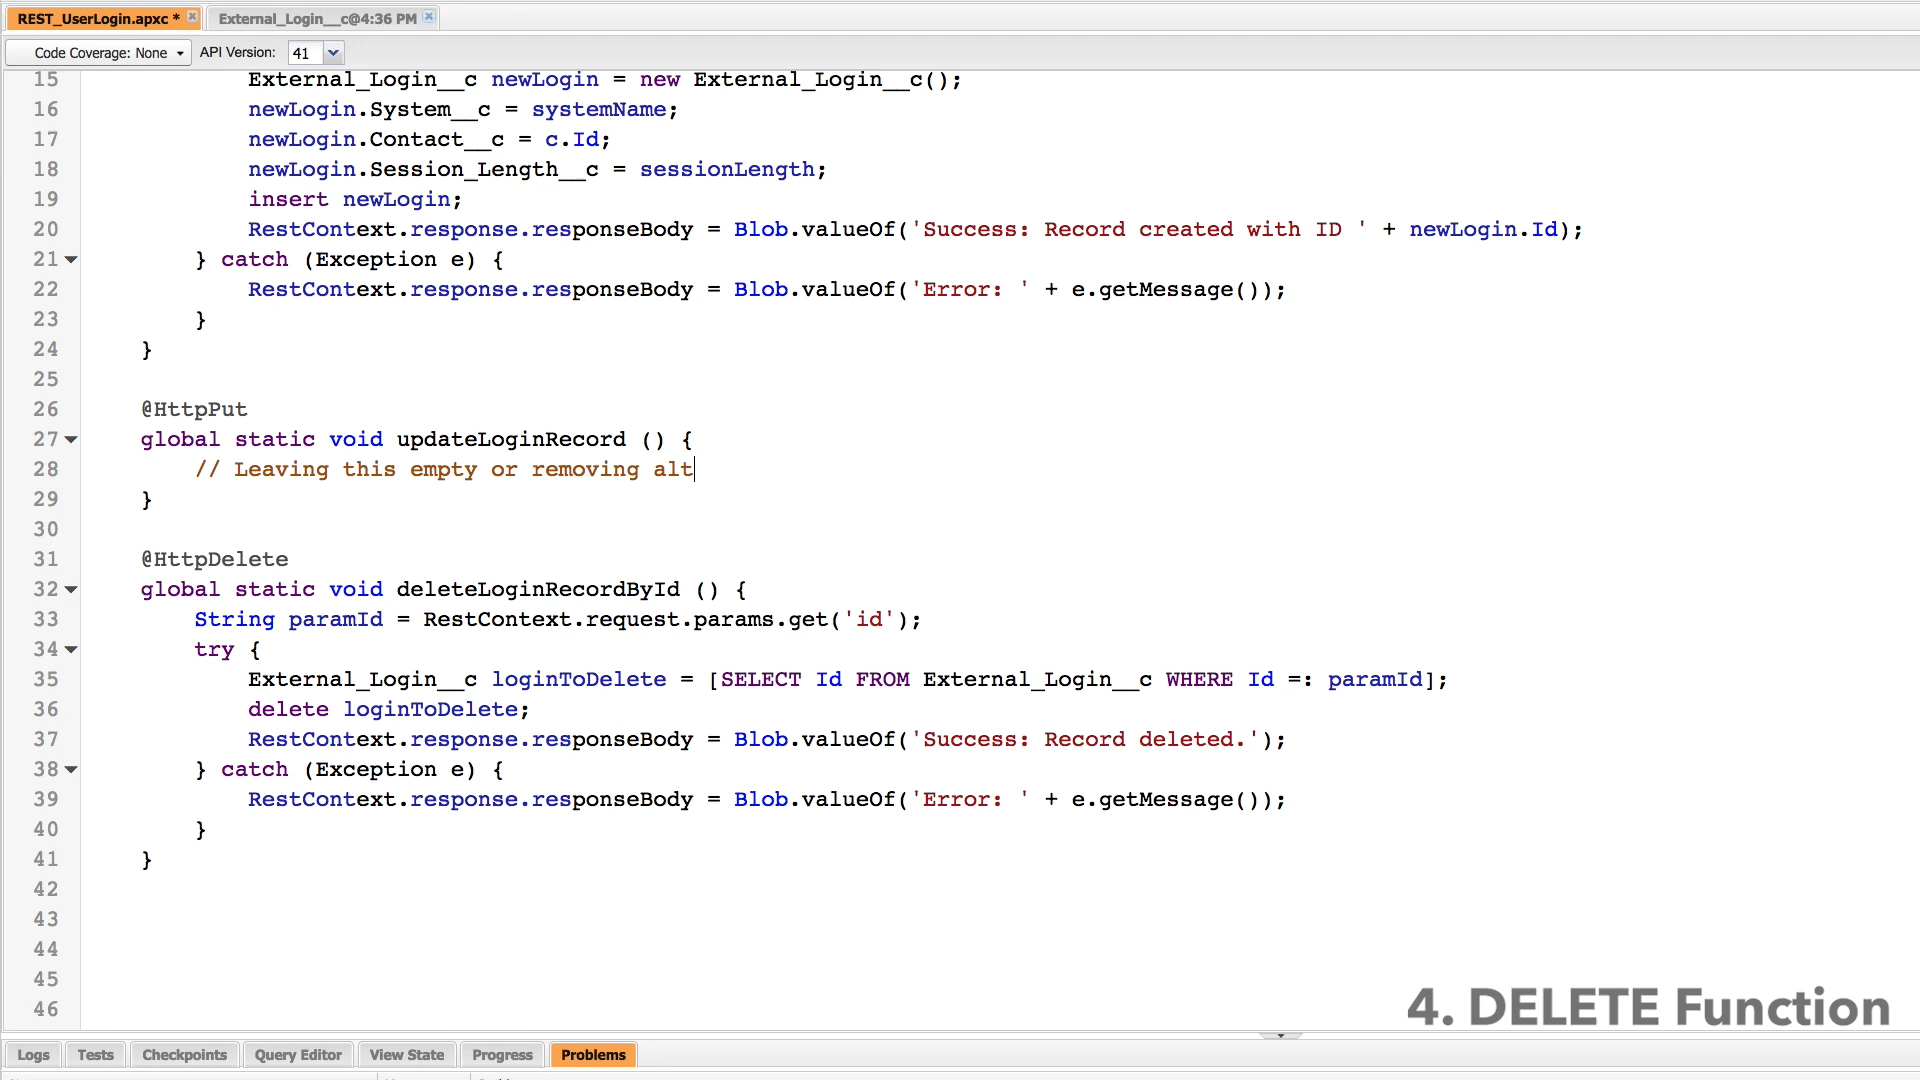 REST_UserLogin.apxc * External_Login__c@4:36 PM
Code Coverage: None API Version: 41
15 External_Login__c newLogin = new External_Login__c();
16 newLogin.System__c = systemName;
17 newLogin.Contact__c = c.Id;
18 newLogin.Session_Length__c = sessionLength;
19 insert newLogin;
20 RestContext.response.responseBody = Blob.valueOf('Success: Record created with ID ' + newLogin.Id);
21 } catch (Exception e) {
22 RestContext.response.responseBody = Blob.valueOf('Error: ' + e.getMessage());
23 }
24 }
25
26 @HttpPut
27 global static void updateLoginRecord () {
28 // Leaving this empty or removing alt
29 }
30
31 @HttpDelete
32 global static void deleteLoginRecordById () {
33 String paramId = RestContext.request.params.get('id');
34 try {
35 External_Login__c loginToDelete = [SELECT Id FROM External_Login__c WHERE Id =: paramId];
36 delete loginToDelete;
37 RestContext.response.responseBody = Blob.valueOf('Success: Record deleted.');
38 } catch (Exception e) {
39 RestContext.response.responseBody = Blob.valueOf('Error: ' + e.getMessage());
40 }
41 }
42
43
44
45
46
4. DELETE Function
Logs Tests Checkpoints Query Editor View State Progress Problems